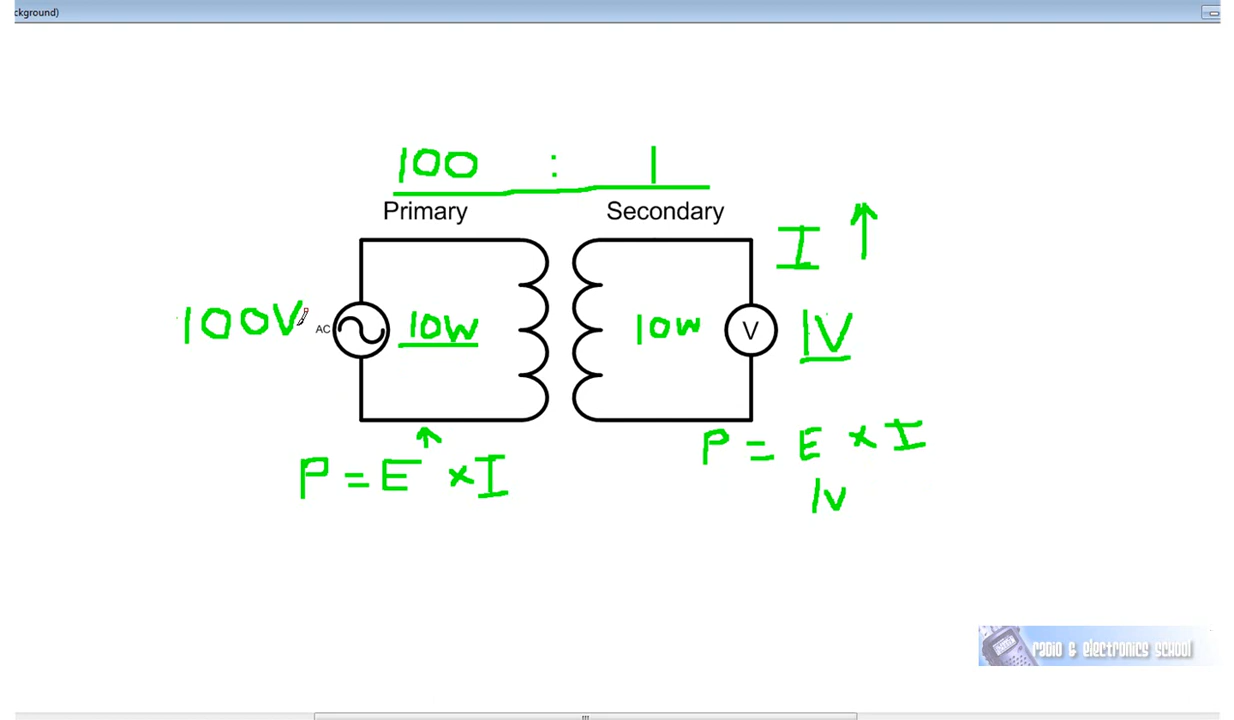 ckground)
100 : 1
Primary Secondary
I ↑
100V AC 10W 10W V 1V
P = E × I
P = E × I
1V
Radio & Electronics School